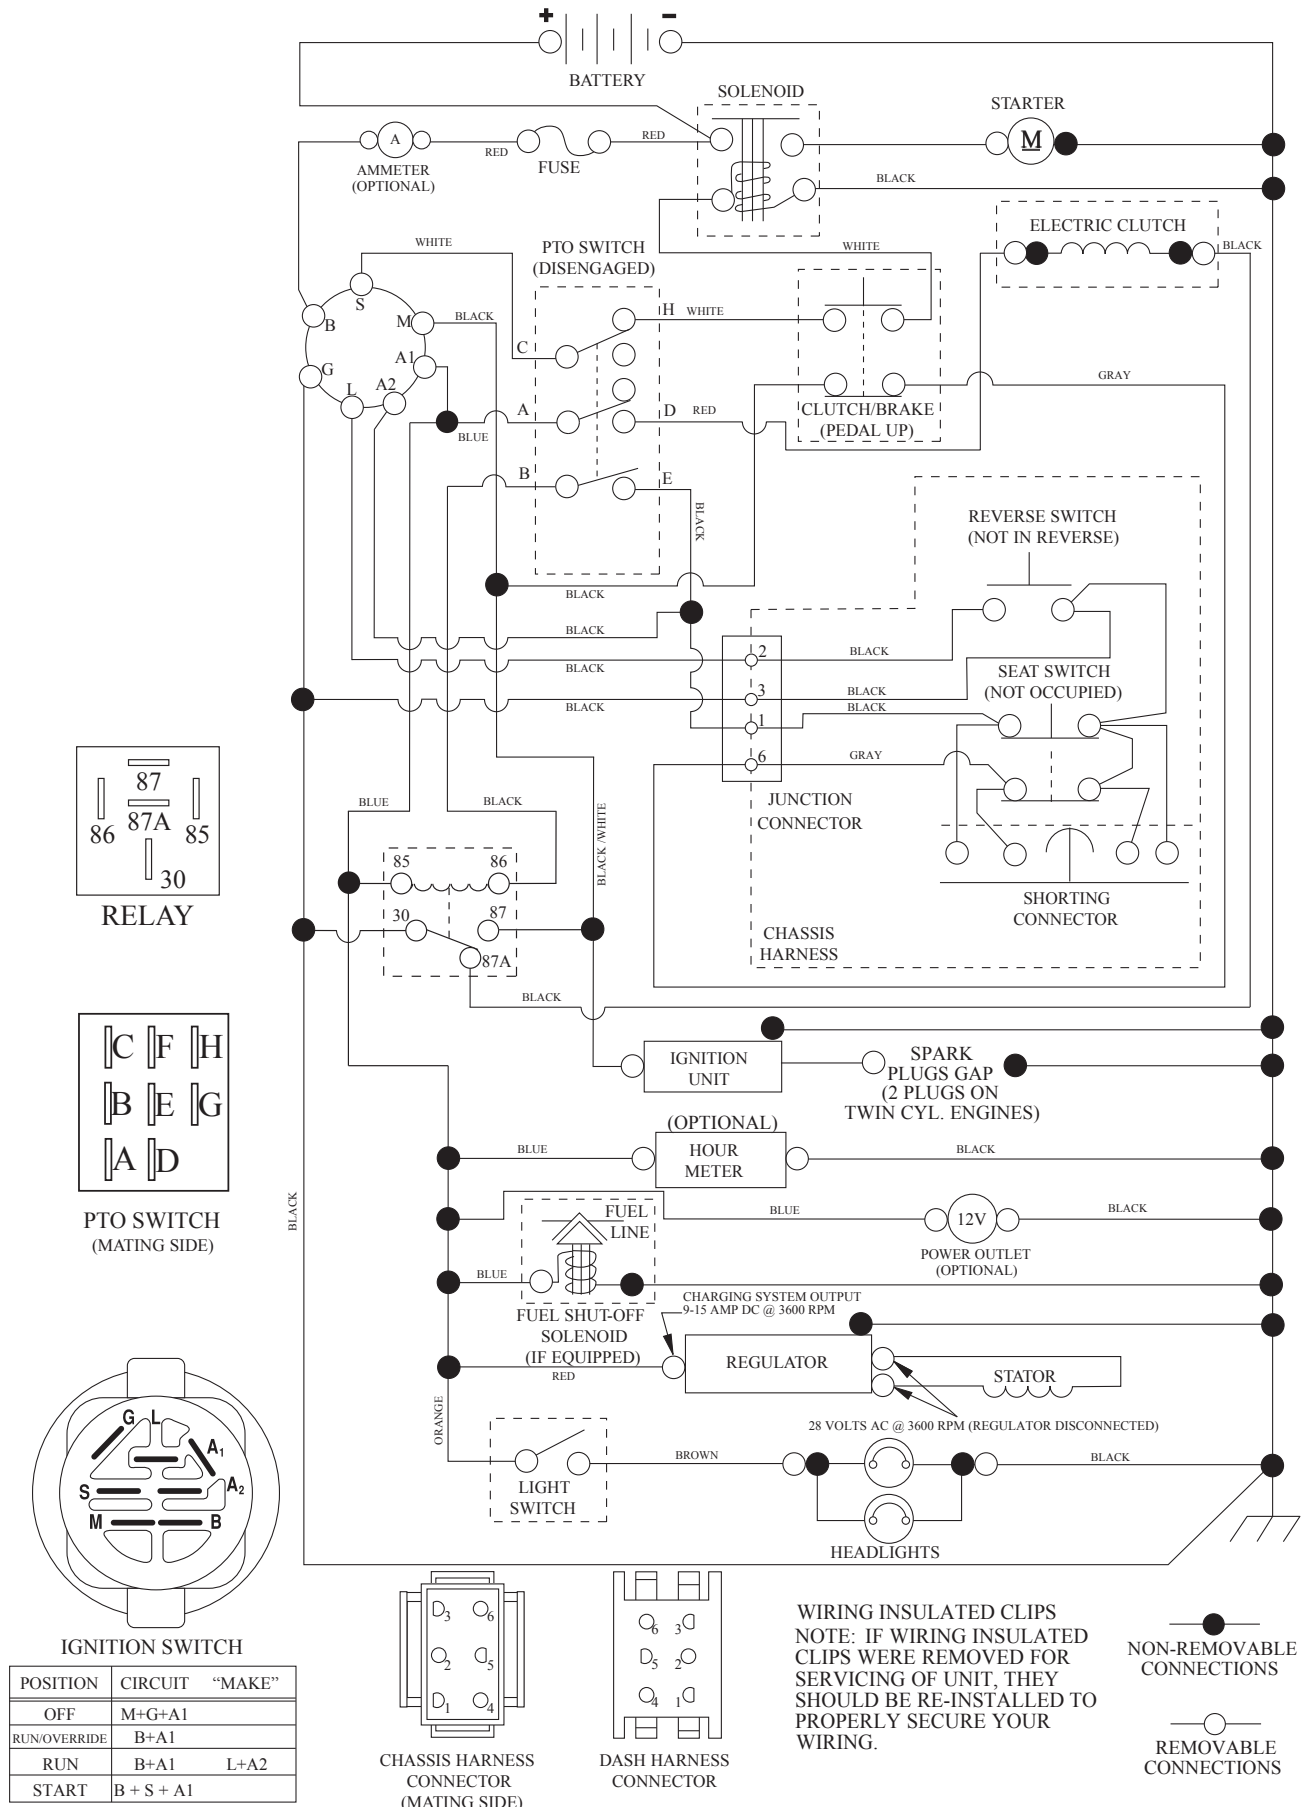 + −
BATTERY
SOLENOID
STARTER
A
RED
FUSE
RED
M
AMMETER
(OPTIONAL)
BLACK
ELECTRIC CLUTCH
BLACK
WHITE
PTO SWITCH
(DISENGAGED)
WHITE
S
B
M
BLACK
H
WHITE
C
G
A1
A2
L
A
D
RED
BLUE
GRAY
CLUTCH/BRAKE
(PEDAL UP)
B
E
BLACK
REVERSE SWITCH
(NOT IN REVERSE)
BLACK
BLACK
2
BLACK
BLACK
SEAT SWITCH
(NOT OCCUPIED)
3
BLACK
BLACK
1
BLACK
6
GRAY
JUNCTION
CONNECTOR
87
87A
86
85
30
RELAY
BLUE
BLACK
BLACK /WHITE
85
86
30
87
87A
SHORTING
CONNECTOR
CHASSIS
HARNESS
BLACK
C F H
B E G
A D
PTO SWITCH
(MATING SIDE)
IGNITION
UNIT
SPARK
PLUGS GAP
(2 PLUGS ON
TWIN CYL. ENGINES)
(OPTIONAL)
BLUE
HOUR
METER
BLACK
BLACK
FUEL
LINE
BLUE
12V
BLACK
POWER OUTLET
(OPTIONAL)
BLUE
FUEL SHUT-OFF
SOLENOID
(IF EQUIPPED)
CHARGING SYSTEM OUTPUT
9-15 AMP DC @ 3600 RPM
RED
REGULATOR
STATOR
28 VOLTS AC @ 3600 RPM (REGULATOR DISCONNECTED)
ORANGE
LIGHT
SWITCH
BROWN
BLACK
HEADLIGHTS
G L
A1
S
A2
M B
IGNITION SWITCH
POSITION CIRCUIT “MAKE”
OFF M+G+A1
RUN/OVERRIDE B+A1
RUN B+A1 L+A2
START B + S + A1
3 6
2 5
1 4
CHASSIS HARNESS
CONNECTOR
(MATING SIDE)
6 3
5 2
4 1
DASH HARNESS
CONNECTOR
WIRING INSULATED CLIPS
NOTE: IF WIRING INSULATED
CLIPS WERE REMOVED FOR
SERVICING OF UNIT, THEY
SHOULD BE RE-INSTALLED TO
PROPERLY SECURE YOUR
WIRING.
NON-REMOVABLE
CONNECTIONS
REMOVABLE
CONNECTIONS